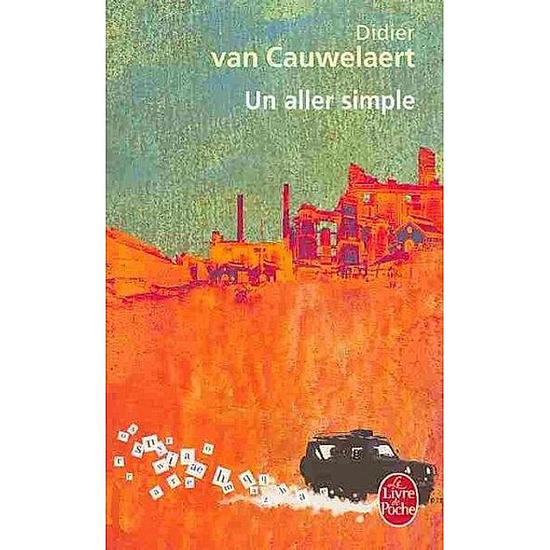 Didier
van Cauwelaert
Un aller simple
Le
Livre
de
Poche